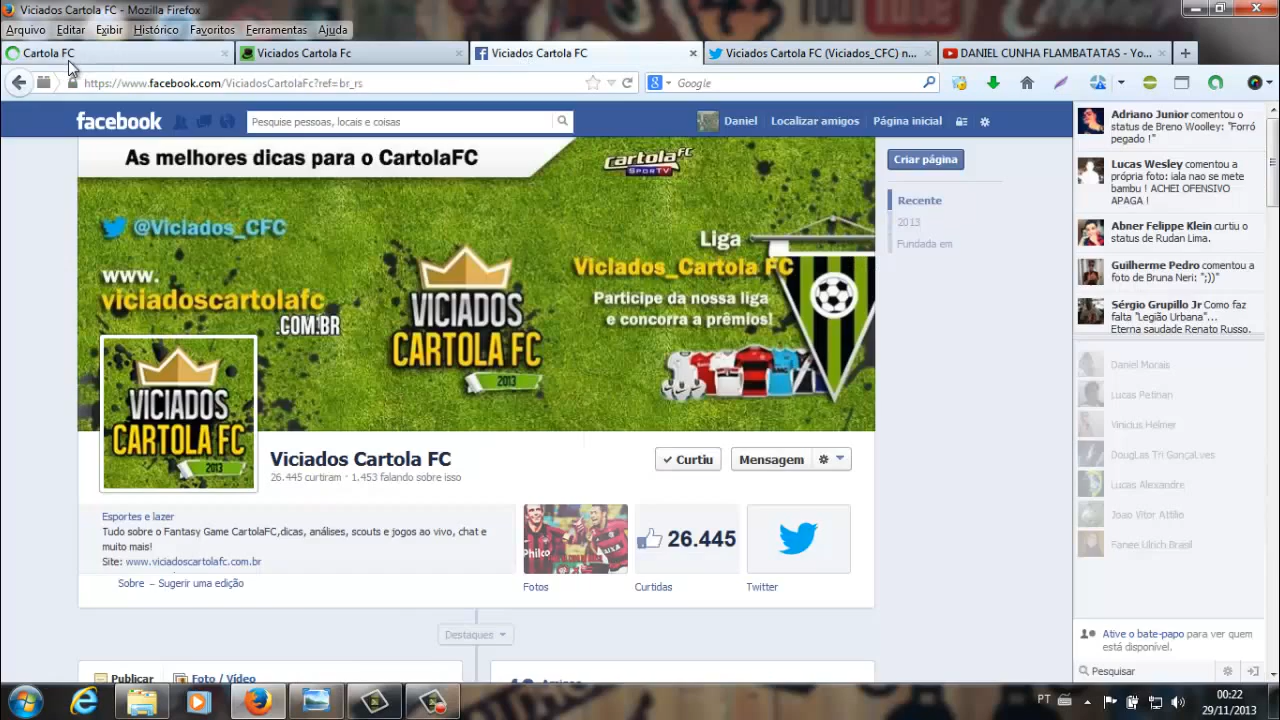 Viciados Cartola FC - Mozilla Firefox
Arquivo Editar Exibir Histórico Favoritos Ferramentas Ajuda
Cartola FC
Viciados Cartola Fc
Viciados Cartola FC
Viciados Cartola FC (Viciados_CFC) n...
DANIEL CUNHA FLAMBATATAS - Yo...
https://www.facebook.com/ViciadosCartolaFc?ref=br_rs
Google
facebook
Pesquise pessoas, locais e coisas
Daniel
Localizar amigos
Página inicial
As melhores dicas para o CartolaFC
cartola FC
SPORTV
@Viciados_CFC
www.
viciadoscartolafc
.COM.BR
VICIADOS
CARTOLA FC
2013
Liga
Viciados_Cartola FC
Participe da nossa liga
e concorra a prêmios!
VICIADOS
CARTOLA FC
2013
Criar página
Recente
2013
Fundada em
Viciados Cartola FC
26.445 curtiram · 1.453 falando sobre isso
Curtiu
Mensagem
Esportes e lazer
Tudo sobre o Fantasy Game CartolaFC,dicas, análises, scouts e jogos ao vivo, chat e
muito mais!
Site: www.viciadoscartolafc.com.br
Sobre – Sugerir uma edição
Philco
Fotos
26.445
Curtidas
Twitter
Destaques
Publicar
Foto / Vídeo
Amigos
Adriano Junior comentou o
status de Breno Woolley: "Forró
pegado !"
Lucas Wesley comentou a
própria foto: iala nao se mete
bambu ! ACHEI OFENSIVO
APAGA !
Abner Felippe Klein curtiu o
status de Rudan Lima.
Guilherme Pedro comentou a
foto de Bruna Neri: ";))"
Sérgio Grupillo Jr Como faz
falta "Legião Urbana"...
Eterna saudade Renato Russo.
Daniel Morais
Lucas Petinan
Vinicius Helmer
DougLas Tri Gonçal.ves
Lucas Alexandre
Joao Vitor Attilio
Ative o bate-papo para ver quem
está disponível.
Pesquisar
PT
00:22
29/11/2013